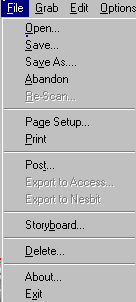 File Grab Edit Options
Open...
Save...
Save As....
Abandon
Re-Scan...
Page Setup...
Print
Post...
Export to Access...
Export to Nesbit
Storyboard...
Delete...
About...
Exit